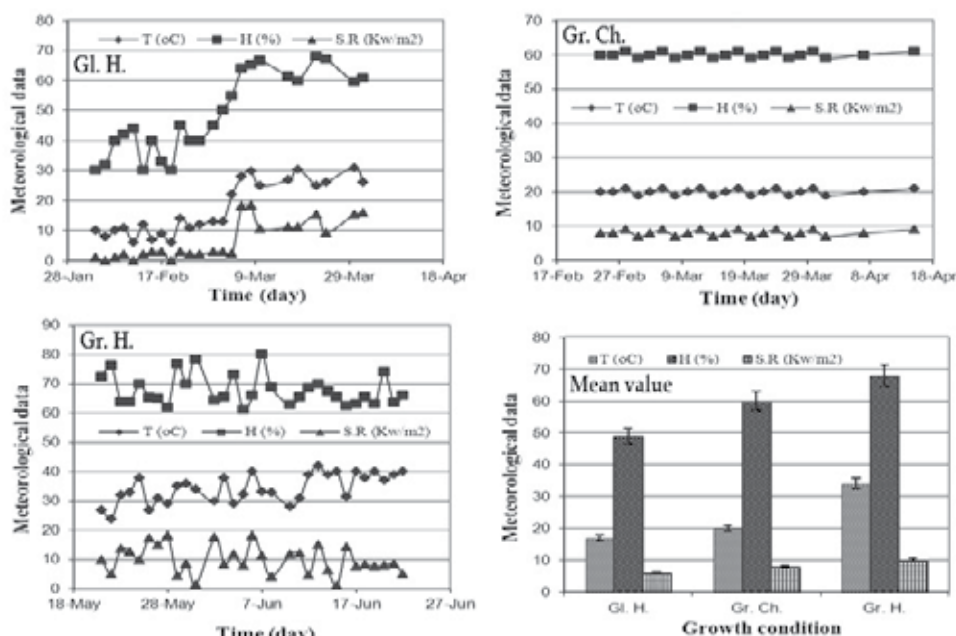 80
T (oC) H (%) S.R (Kw/m2)
Gl. H.
70
60
50
40
30
20
10
0
Meteorological data
28-Jan 17-Feb 9-Mar 29-Mar 18-Apr
Time (day)
70
Gr. Ch.
60
50
40
T (oC) H (%) S.R (Kw/m2)
30
20
10
0
Meteorological data
17-Feb 27-Feb 9-Mar 19-Mar 29-Mar 8-Apr 18-Apr
Time (day)
90
Gr. H.
80
70
60
50
T (oC) H (%) S.R (Kw/m2)
40
30
20
10
0
Meteorological data
18-May 28-May 7-Jun 17-Jun 27-Jun
Time (day)
80
T (oC) H (%) S.R (Kw/m2)
70
Mean value
60
50
40
30
20
10
0
Meteorological data
Gl. H. Gr. Ch. Gr. H.
Growth condition